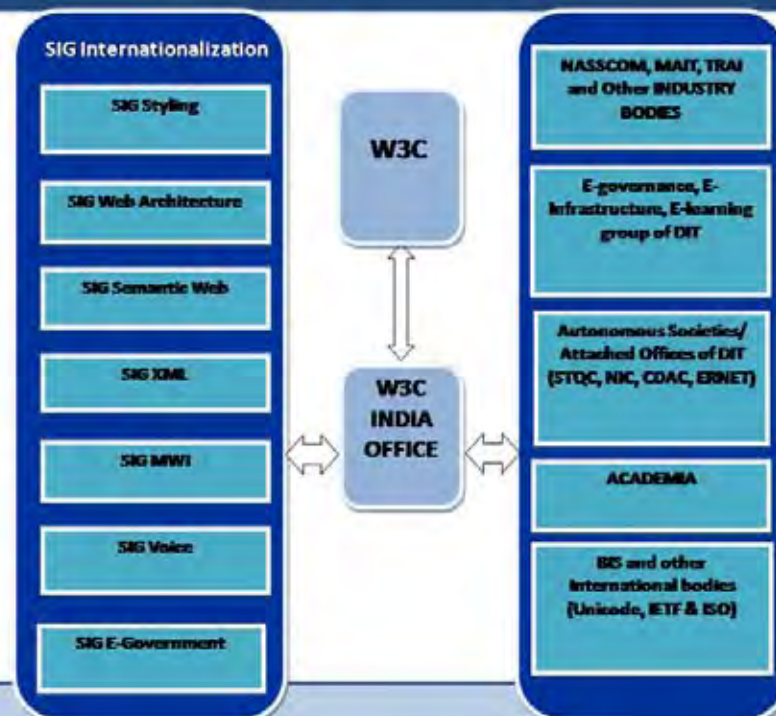 SIG Internationalization
SIG Styling
SIG Web Architecture
SIG Semantic Web
SIG XML
SIG MWI
SIG Voice
SIG E-Government
W3C
W3C
INDIA
OFFICE
NASSCOM, MAIT, TRAI
and Other INDUSTRY
BODIES
E-governance, E-
Infrastructure, E-learning
group of DIT
Autonomous Societies/
Attached Offices of DIT
(STQC, NIC, CDAC, ERNET)
ACADEMIA
BIS and other
International bodies
(Unicode, IETF & ISO)